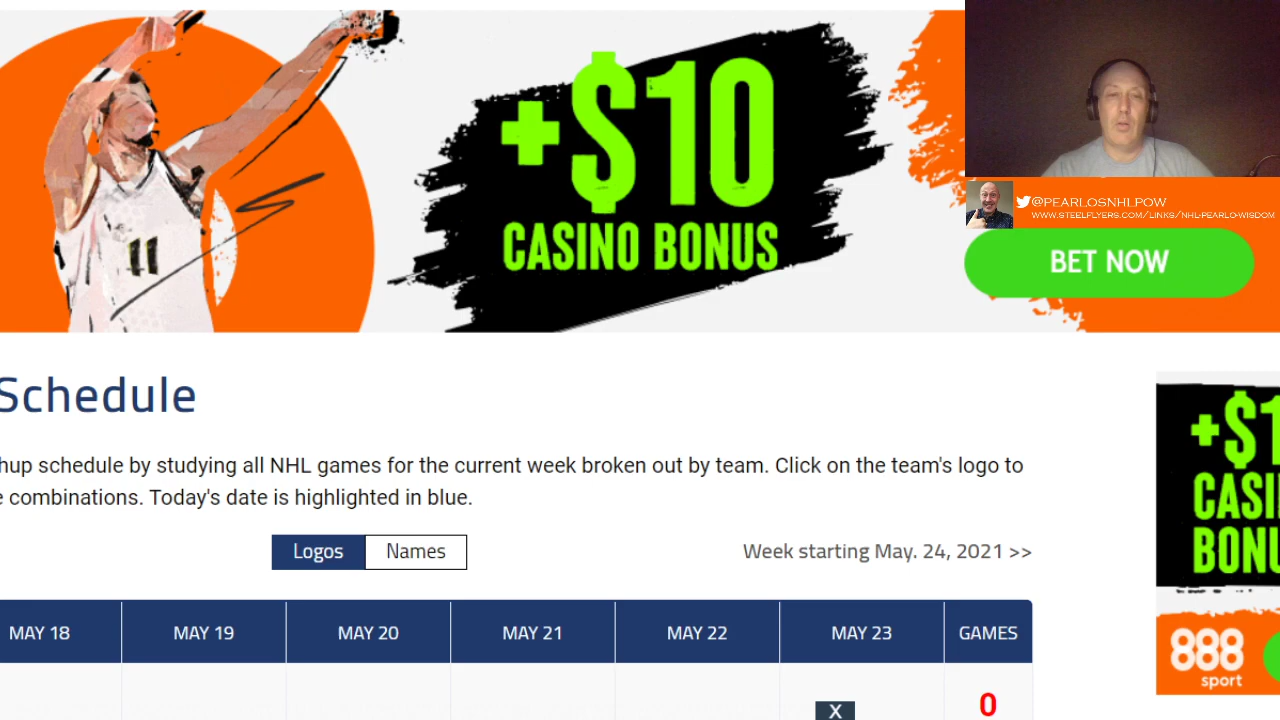 +$10
CASINO BONUS
11
@PEARLOSNHLPOW
WWW.STEELFLYERS.COM/LINKS/NHL-PEARLO-WISDOM
BET NOW
Schedule
hup schedule by studying all NHL games for the current week broken out by team. Click on the team's logo to
e combinations. Today's date is highlighted in blue.
Logos Names
Week starting May. 24, 2021 >>
MAY 18 MAY 19 MAY 20 MAY 21 MAY 22 MAY 23 GAMES
X
0
+$1
CASI
BONU
888
sport